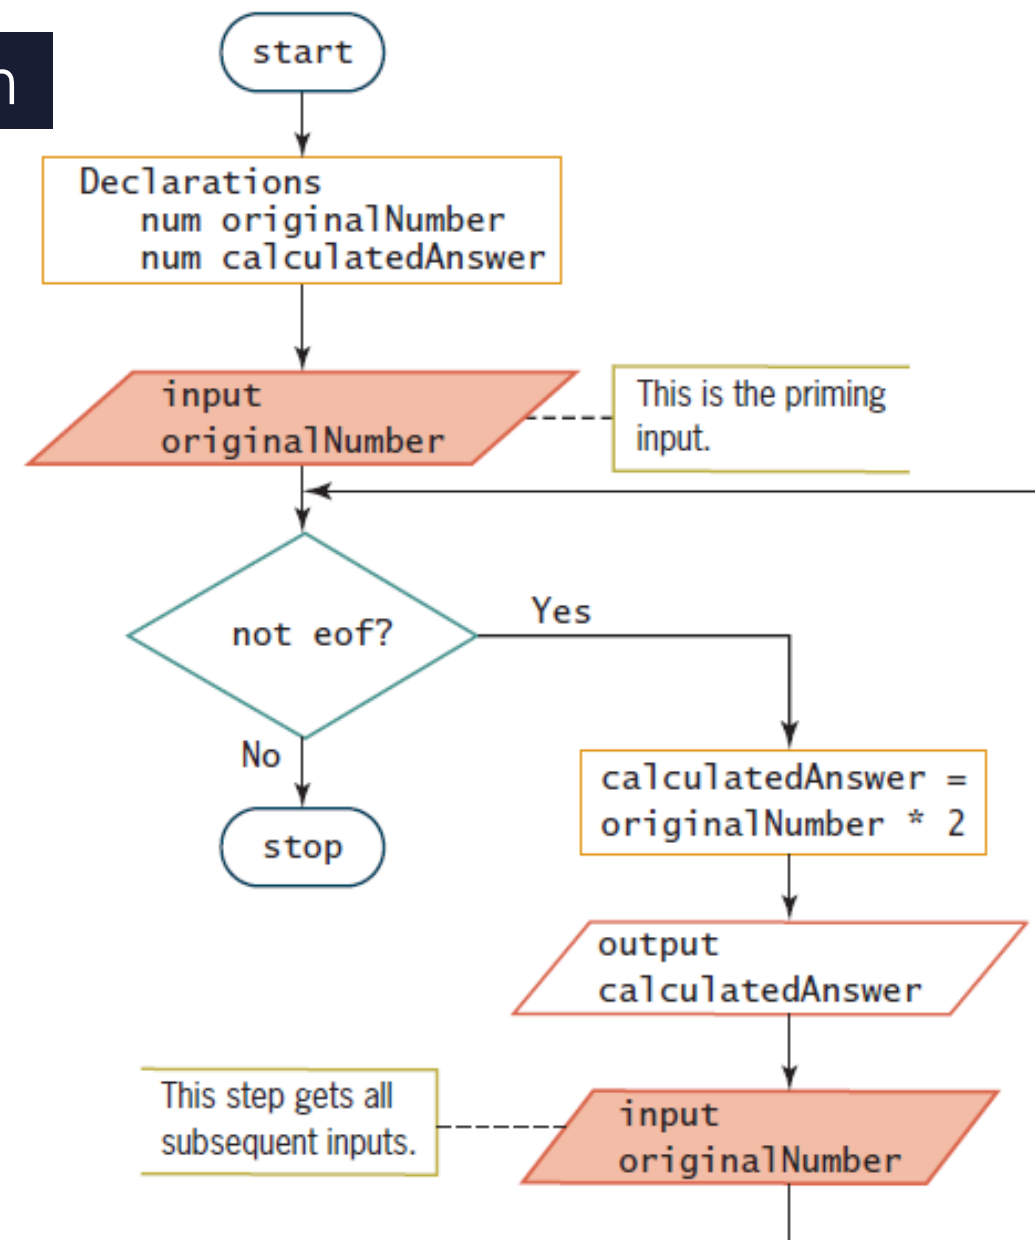 n
start
Declarations
num originalNumber
num calculatedAnswer
input
originalNumber
This is the priming
input.
not eof?
Yes
No
stop
calculatedAnswer =
originalNumber * 2
output
calculatedAnswer
This step gets all
subsequent inputs.
input
originalNumber